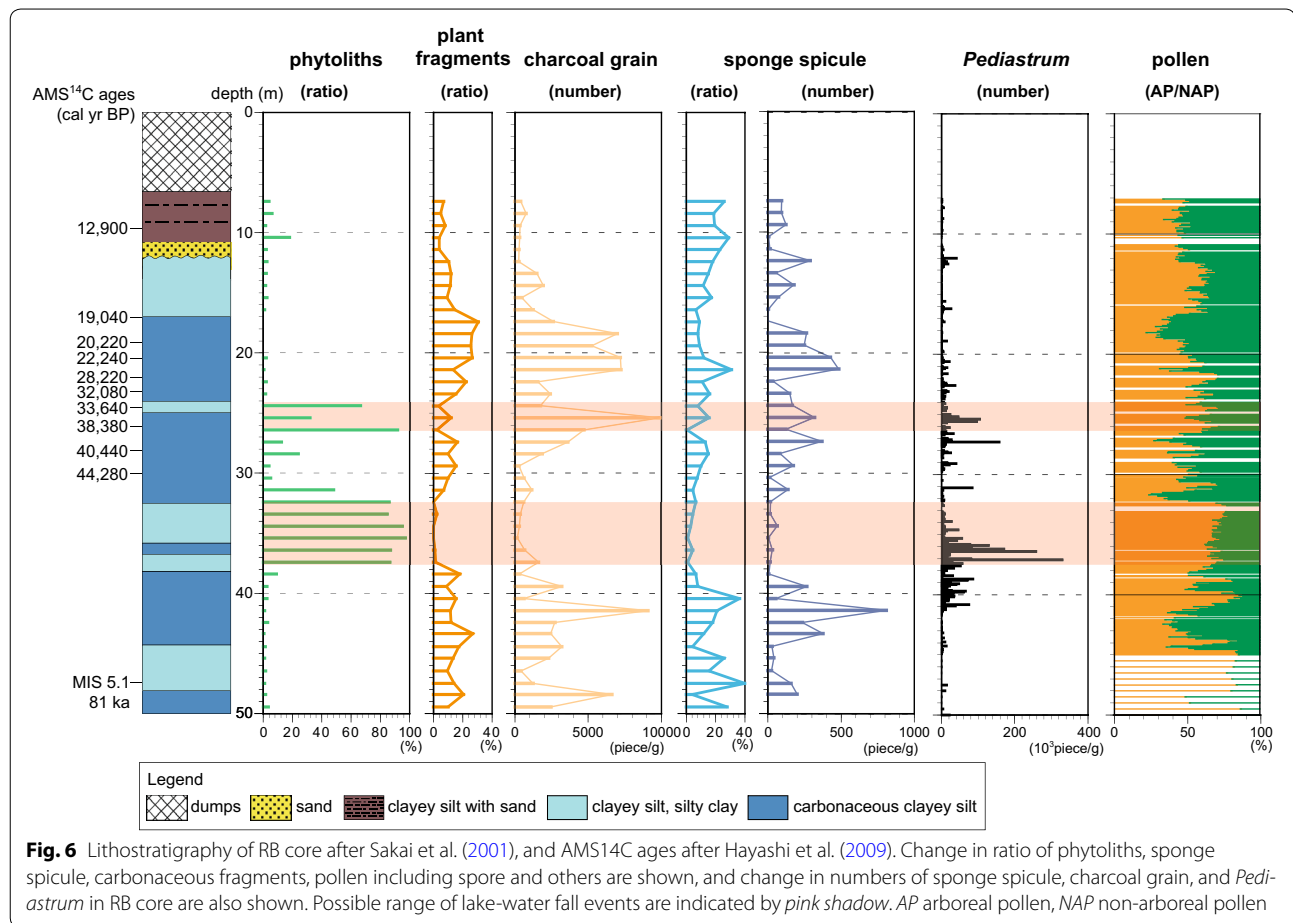 phytoliths
plant
fragments
charcoal grain
sponge spicule
Pediastrum
pollen
AMS14C ages
(cal yr BP)
depth (m)
(ratio)
(ratio)
(number)
(ratio)
(number)
(number)
(AP/NAP)
0
12,900
10
19,040
20,220
20
22,240
28,220
32,080
33,640
38,380
40,440
30
44,280
40
MIS 5.1
81 ka
50
0 20 40 60 80 100
(%)
0 20 40
(%)
0 5000 10000
(piece/g)
0 20 40
(%)
0 1000
(piece/g)
0 200 400
(10³piece/g)
0 50 100
(%)
Legend
dumps
sand
clayey silt with sand
clayey silt, silty clay
carbonaceous clayey silt
Fig. 6 Lithostratigraphy of RB core after Sakai et al. (2001), and AMS14C ages after Hayashi et al. (2009). Change in ratio of phytoliths, sponge
spicule, carbonaceous fragments, pollen including spore and others are shown, and change in numbers of sponge spicule, charcoal grain, and Pedi-
astrum in RB core are also shown. Possible range of lake-water fall events are indicated by pink shadow. AP arboreal pollen, NAP non-arboreal pollen